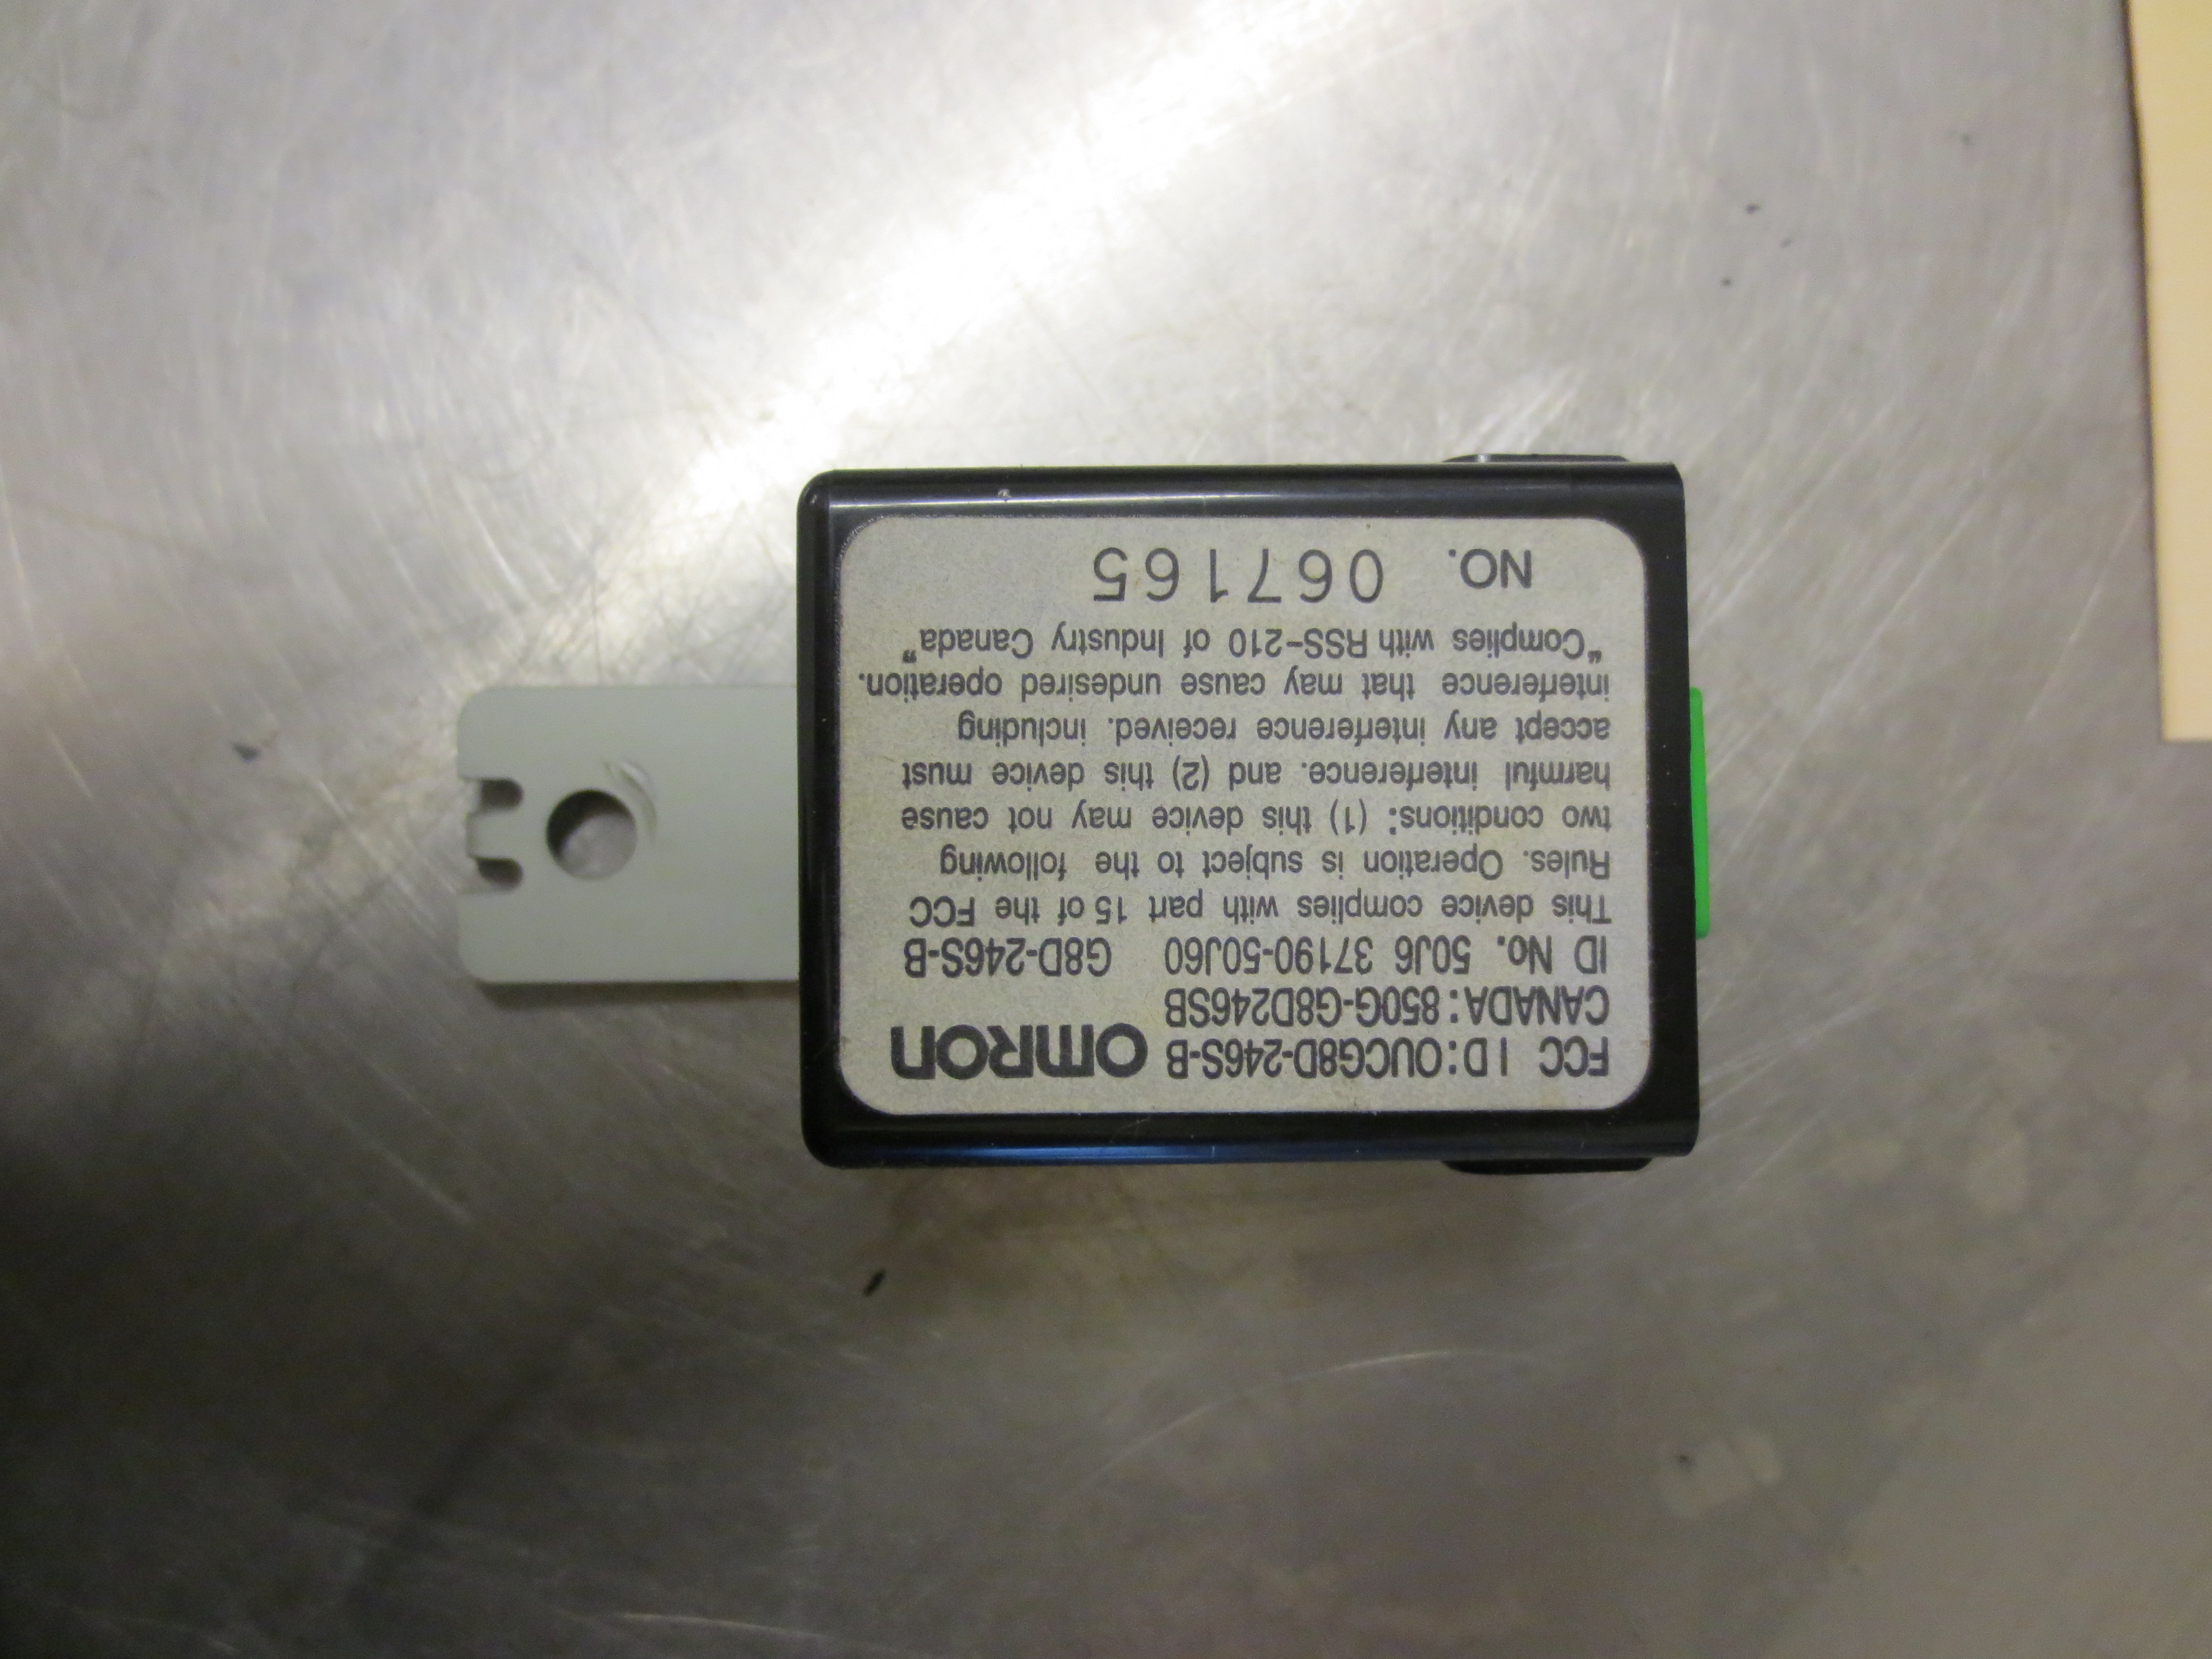 FCC ID:OUCG8D-246S-B OMRON
CANADA:850G-G8D246SB
ID No. 50J6 37190-50J60 G8D-246S-B
This device complies with part 15 of the FCC
Rules. Operation is subject to the following
two conditions: (1) this device may not cause
harmful interference. and (2) this device must
accept any interference received. including
interference that may cause undesired operation.
“Complies with RSS-210 of Industry Canada”
NO. 067165